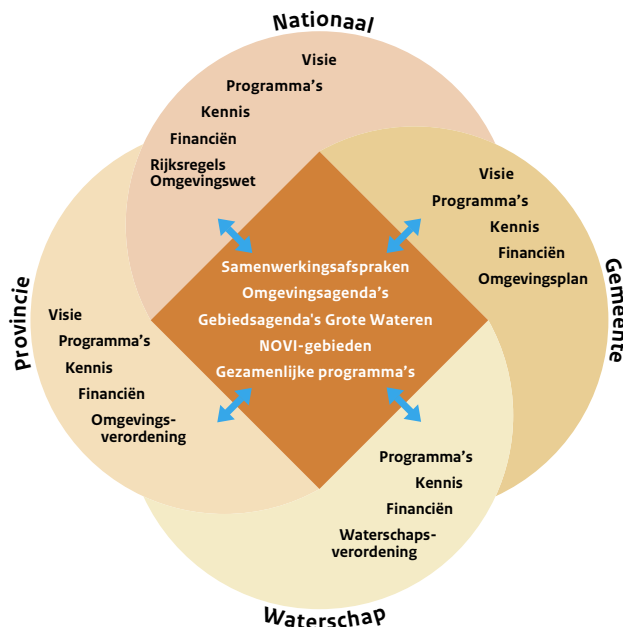 Nationaal
Visie
Programma's
Kennis
Financiën
Rijksregels
Omgevingswet
Gemeente
Visie
Programma's
Kennis
Financiën
Omgevingsplan
Samenwerkingsafspraken
Omgevingsagenda's
Gebiedsagenda's Grote Wateren
NOVI-gebieden
Gezamenlijke programma's
Provincie
Visie
Programma's
Kennis
Financiën
Omgevings-
verordening
Programma's
Kennis
Financiën
Waterschaps-
verordening
Waterschap